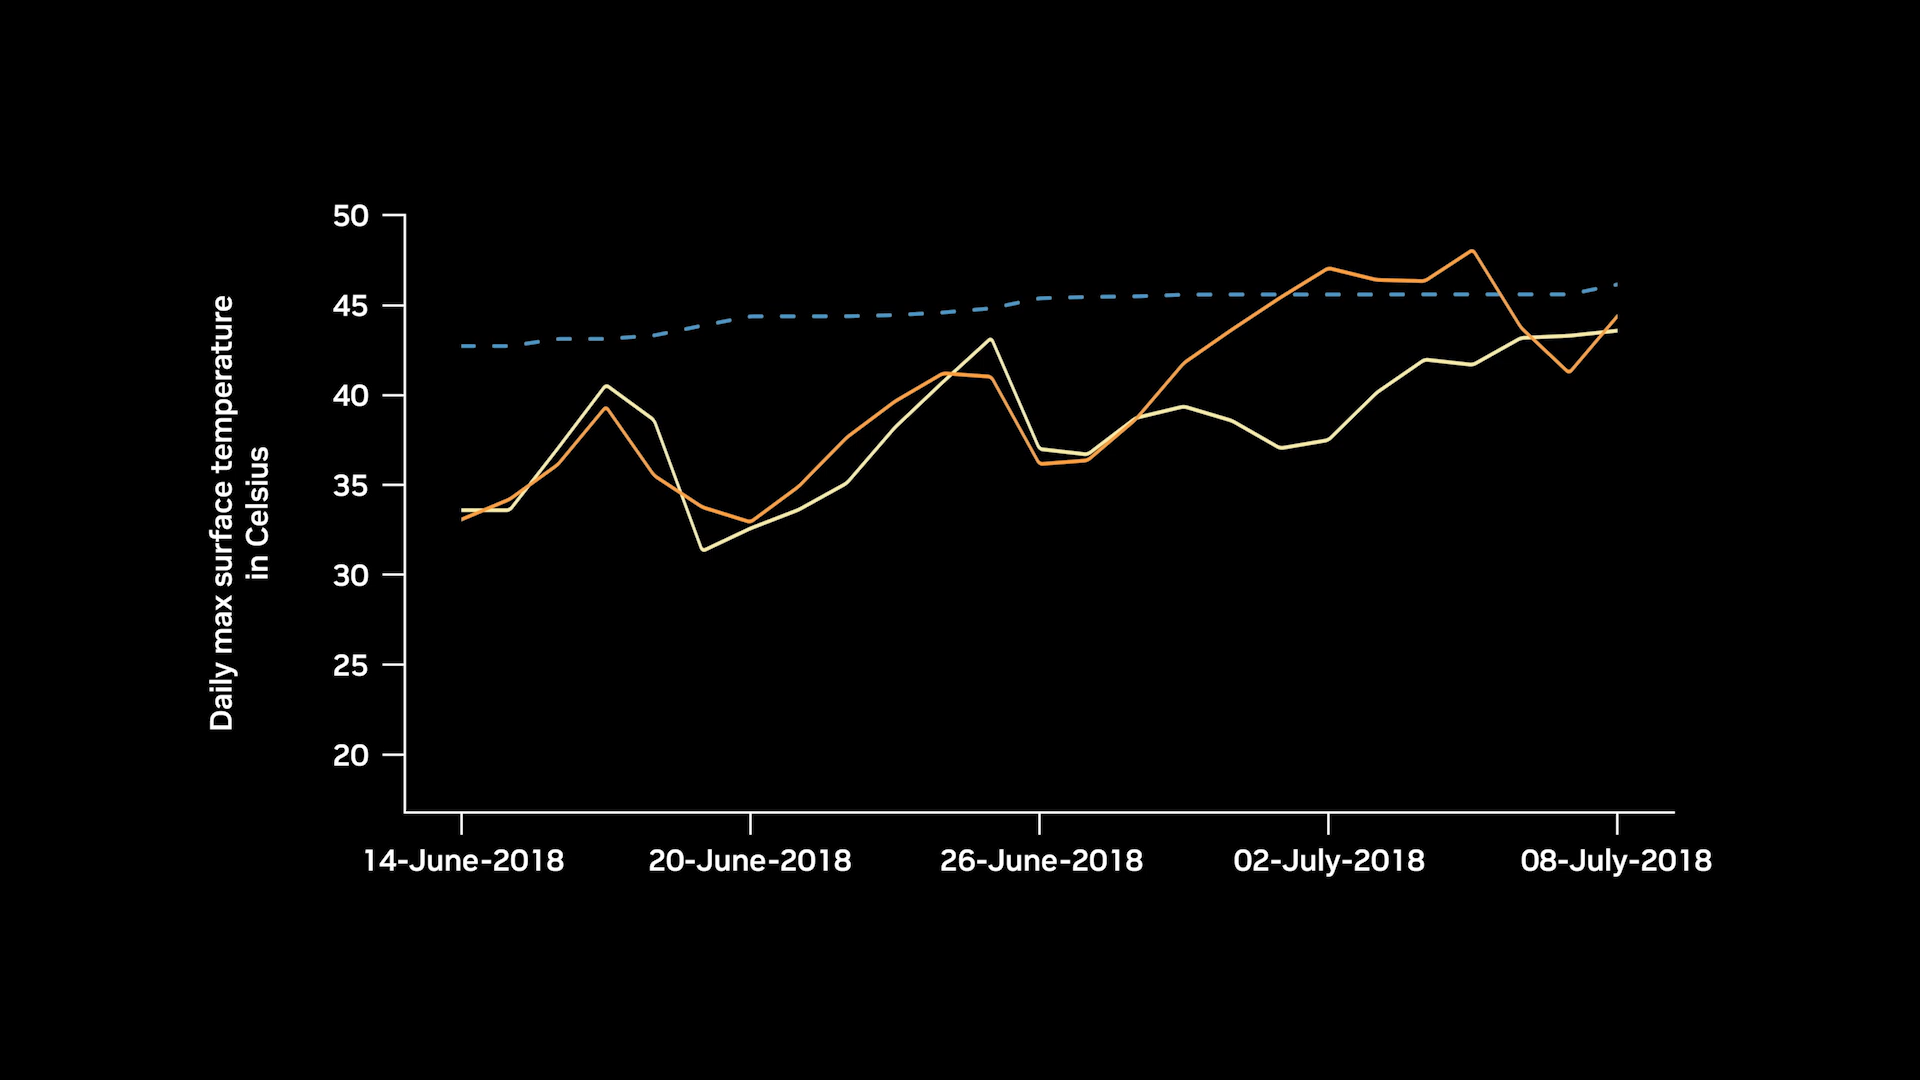 Daily max surface temperature
in Celsius
50
45
40
35
30
25
20
14-June-2018
20-June-2018
26-June-2018
02-July-2018
08-July-2018